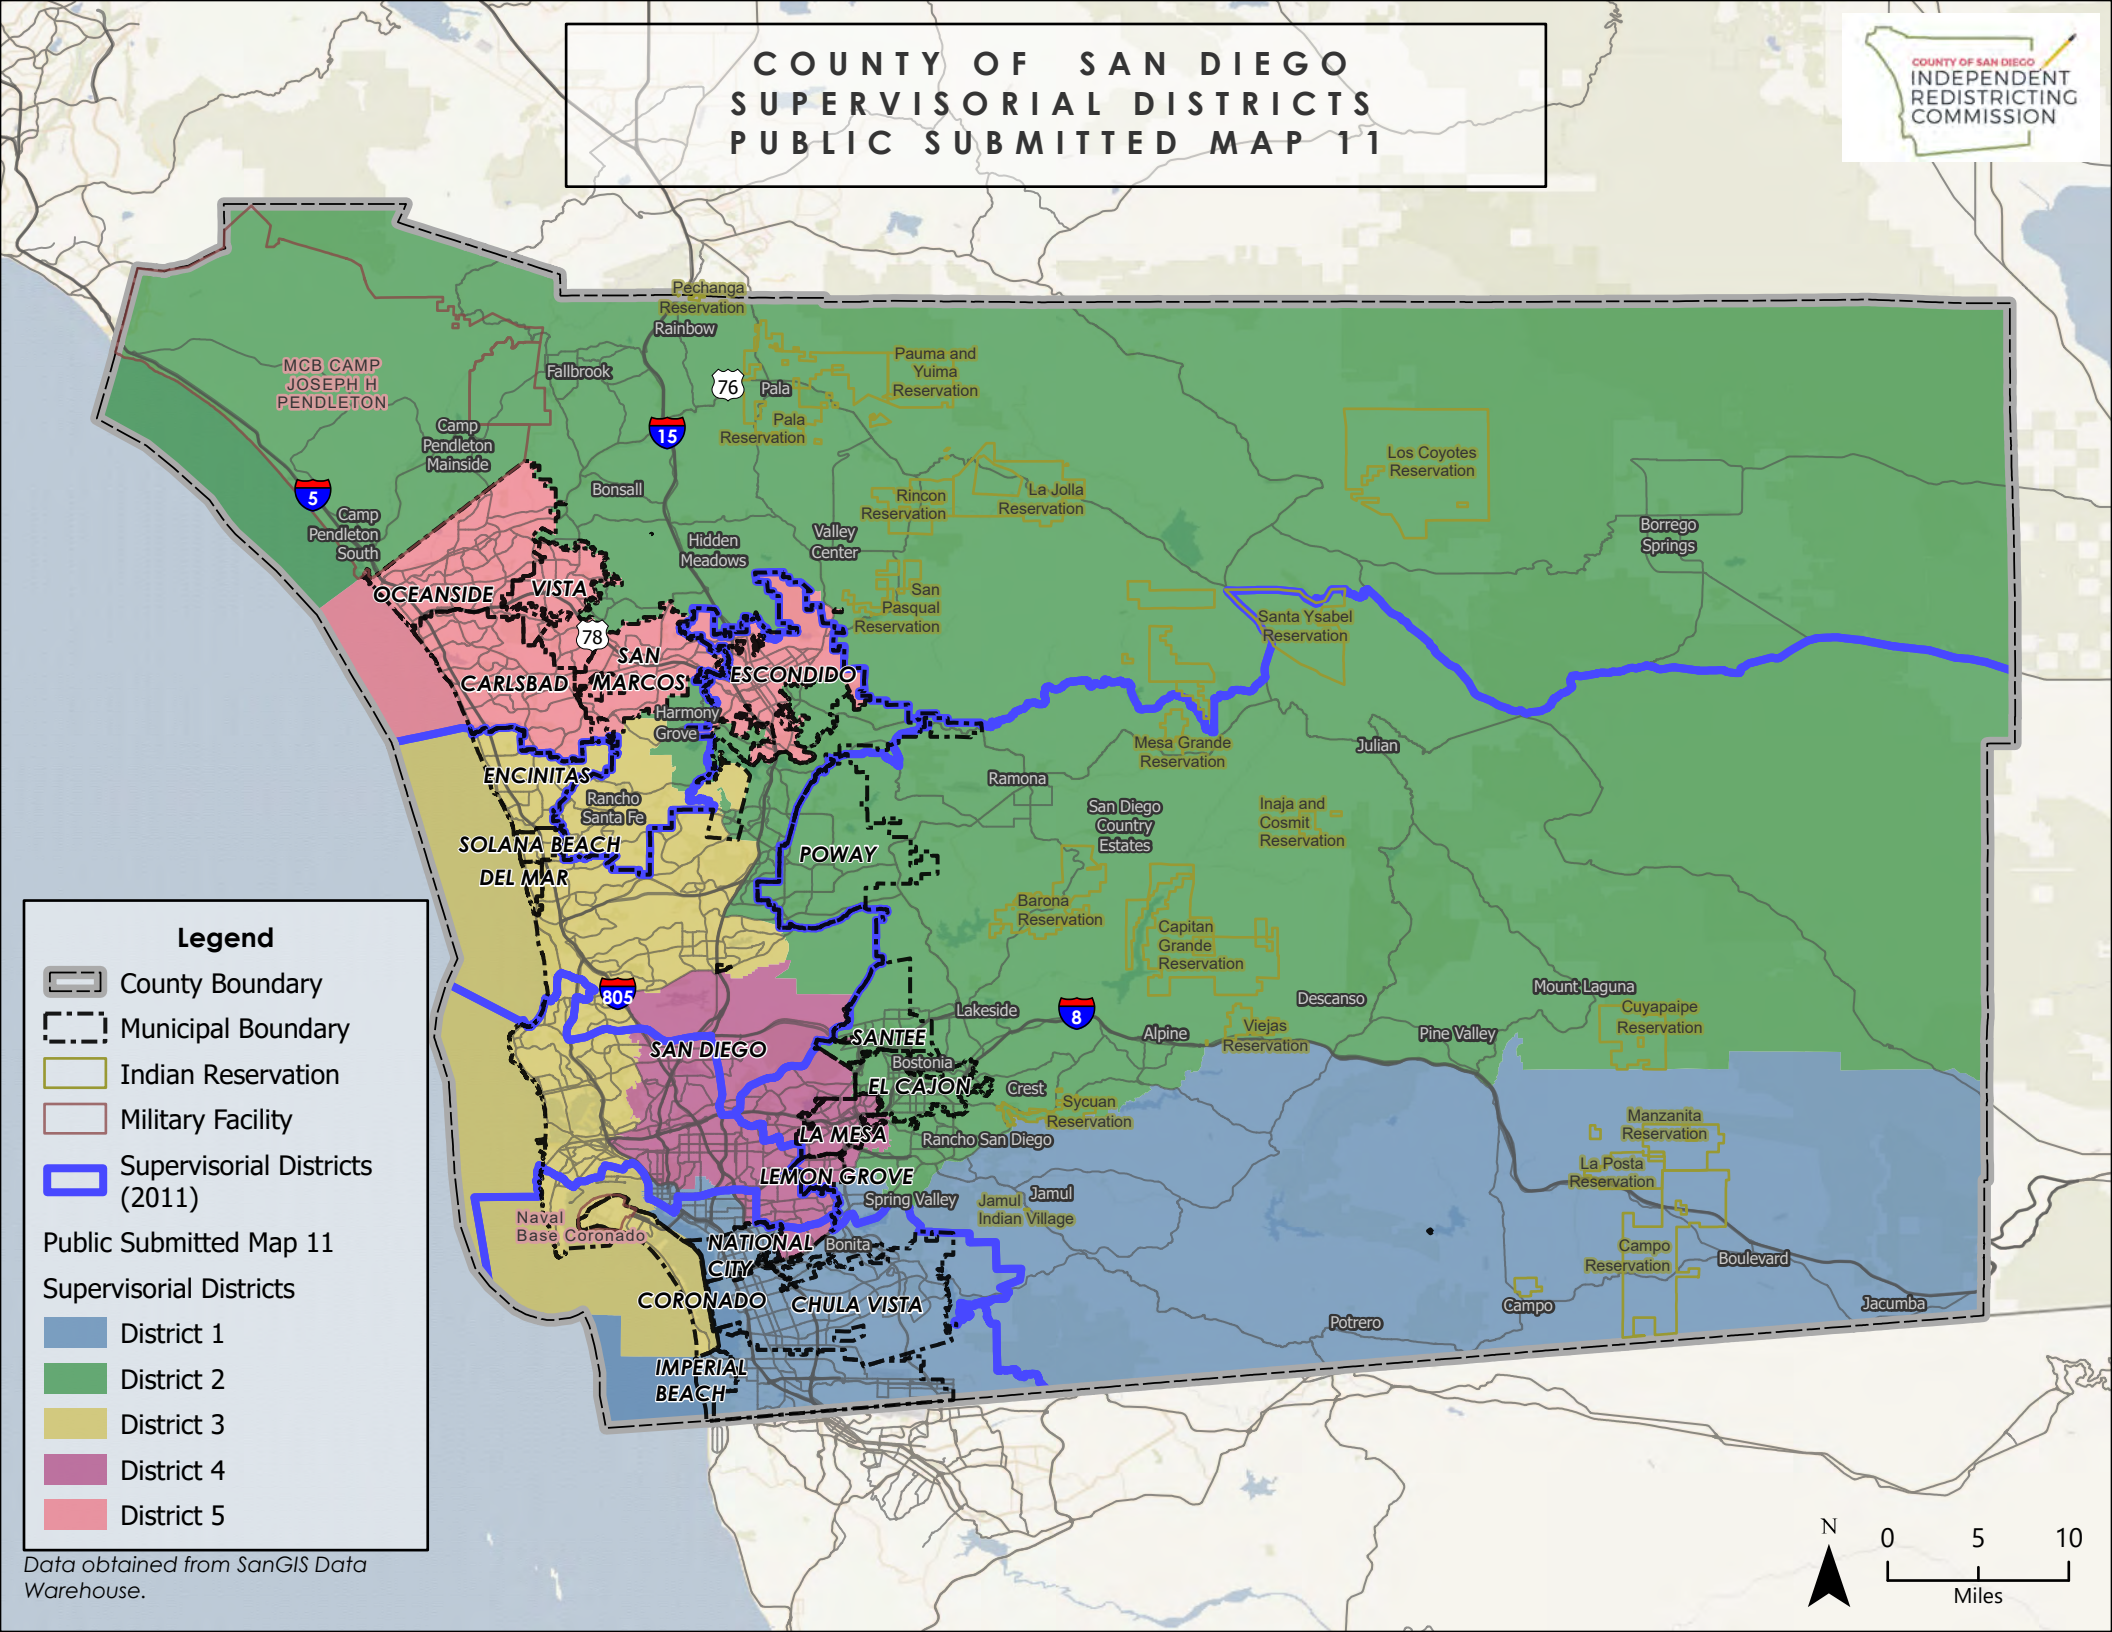 COUNTY OF SAN DIEGO
SUPERVISORIAL DISTRICTS
PUBLIC SUBMITTED MAP 11
COUNTY OF SAN DIEGO
INDEPENDENT
REDISTRICTING
COMMISSION
Pechanga
Reservation
Rainbow
MCB CAMP
JOSEPH H
PENDLETON
Fallbrook
76
Pala
Pauma and
Yuima
Reservation
Pala
Reservation
15
Camp
Pendleton
Mainside
Los Coyotes
Reservation
5
Bonsall
Rincon
Reservation
La Jolla
Reservation
Camp
Pendleton
South
Hidden
Meadows
Valley
Center
Borrego
Springs
OCEANSIDE
VISTA
San
Pasqual
Reservation
Santa Ysabel
Reservation
78
SAN
MARCOS
CARLSBAD
ESCONDIDO
Harmony
Grove
Mesa Grande
Reservation
Julian
ENCINITAS
Rancho
Santa Fe
Ramona
San Diego
Country
Estates
Inaja and
Cosmit
Reservation
SOLANA BEACH
DEL MAR
POWAY
Barona
Reservation
Capitan
Grande
Reservation
805
Lakeside
8
Descanso
Mount Laguna
Cuyapaipe
Reservation
SAN DIEGO
SANTEE
Bostonia
Alpine
Viejas
Reservation
Pine Valley
EL CAJON
Crest
Sycuan
Reservation
Manzanita
Reservation
LA MESA
Rancho San Diego
La Posta
Reservation
LEMON GROVE
Spring Valley
Jamul
Indian Village
Jamul
Naval
Base Coronado
NATIONAL
CITY
Bonita
Campo
Reservation
Boulevard
CORONADO
CHULA VISTA
Campo
Jacumba
Potrero
IMPERIAL
BEACH
Legend
County Boundary
Municipal Boundary
Indian Reservation
Military Facility
Supervisorial Districts
(2011)
Public Submitted Map 11
Supervisorial Districts
District 1
District 2
District 3
District 4
District 5
Data obtained from SanGIS Data
Warehouse.
N
0 5 10
Miles